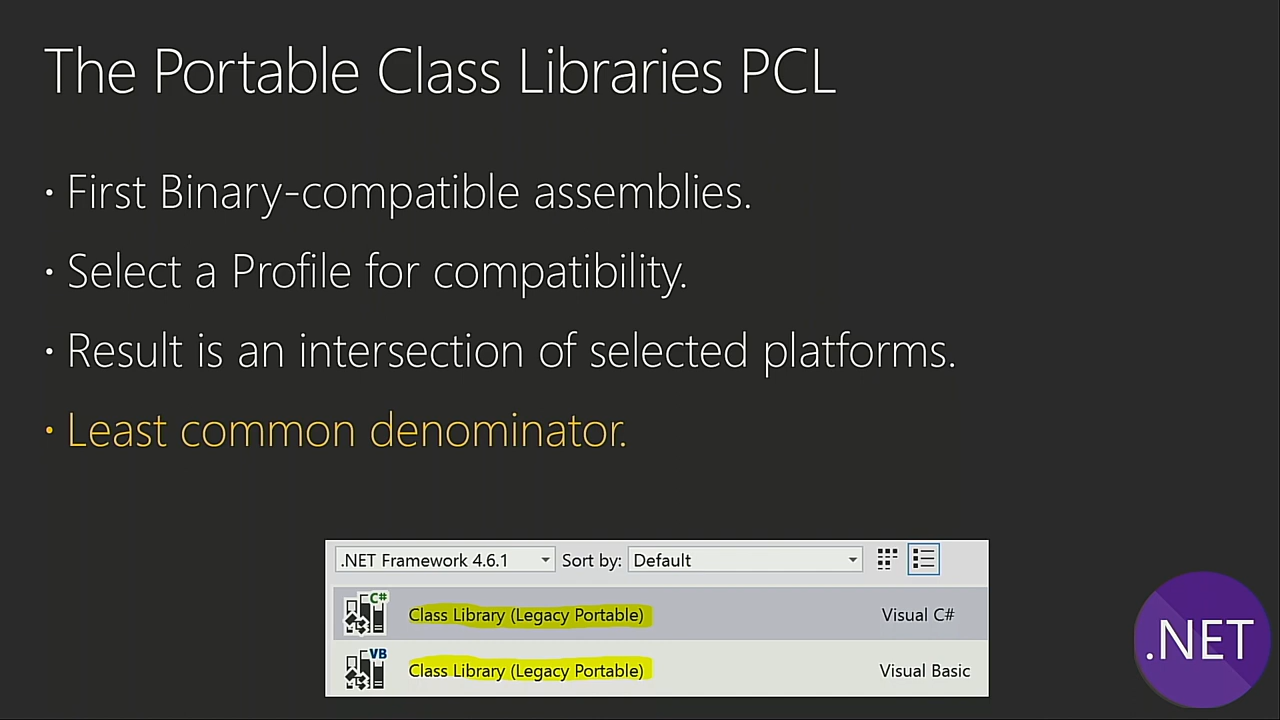 The Portable Class Libraries PCL
• First Binary-compatible assemblies.
• Select a Profile for compatibility.
• Result is an intersection of selected platforms.
• Least common denominator.
.NET Framework 4.6.1 Sort by: Default
C# Class Library (Legacy Portable) Visual C#
VB Class Library (Legacy Portable) Visual Basic
.NET